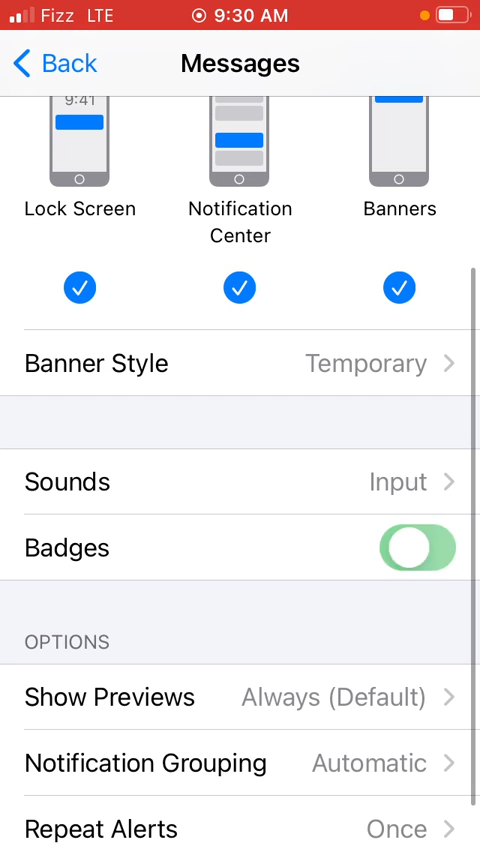 Fizz LTE 9:30 AM
Back Messages
9:41
Lock Screen Notification Center Banners
Banner Style Temporary
Sounds Input
Badges
OPTIONS
Show Previews Always (Default)
Notification Grouping Automatic
Repeat Alerts Once